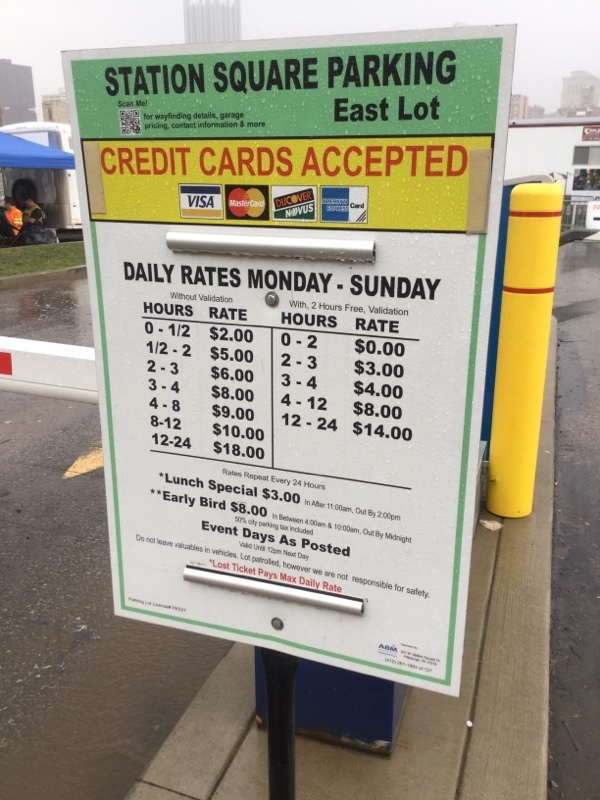 STATION SQUARE PARKING
East Lot
Scan Me!
for wayfinding details, garage
pricing, contact information & more
CREDIT CARDS ACCEPTED
VISA MasterCard DISCOVER NOVUS AMERICAN EXPRESS Card
DAILY RATES MONDAY - SUNDAY
Without Validation With, 2 Hours Free, Validation
HOURS RATE HOURS RATE
0 - 1/2 $2.00 0 - 2 $0.00
1/2 - 2 $5.00 2 - 3 $3.00
2 - 3 $6.00 3 - 4 $4.00
3 - 4 $8.00 4 - 12 $8.00
4 - 8 $9.00 12 - 24 $14.00
8-12 $10.00
12-24 $18.00
Rates Repeat Every 24 Hours
*Lunch Special $3.00 In After 11:00am, Out By 2:00pm
**Early Bird $8.00 In Between 4:00am & 10:00am, Out By Midnight
50% city parking tax included
Event Days As Posted
Valid Until 12pm Next Day
Do not leave valuables in vehicles. Lot patrolled, however we are not responsible for safety.
*Lost Ticket Pays Max Daily Rate
ABM